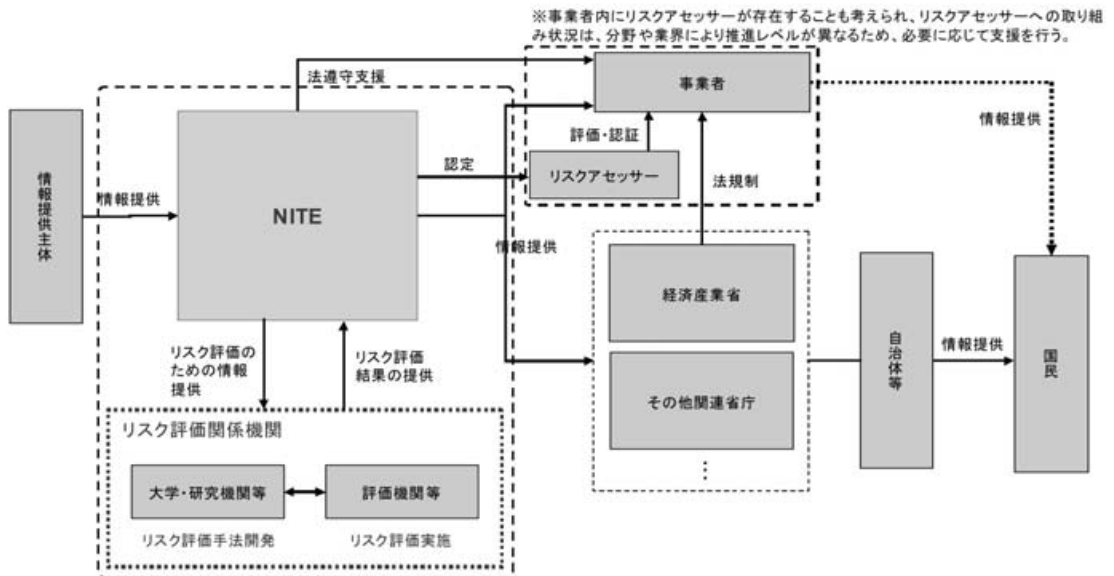 ※事業者内にリスクアセッサーが存在することも考えられ、リスクアセッサーへの取り組
み状況は、分野や業界により推進レベルが異なるため、必要に応じて支援を行う。
法遵守支援
事業者
情報提供
評価・認証
認定
リスクアセッサー
法規制
情報提供主体
情報提供
NITE
情報提供
経済産業省
その他関連省庁
⋮
自治体等
情報提供
国民
リスク評価の
ための情報
提供
リスク評価
結果の提供
リスク評価関係機関
大学・研究機関等
評価機関等
リスク評価手法開発
リスク評価実施